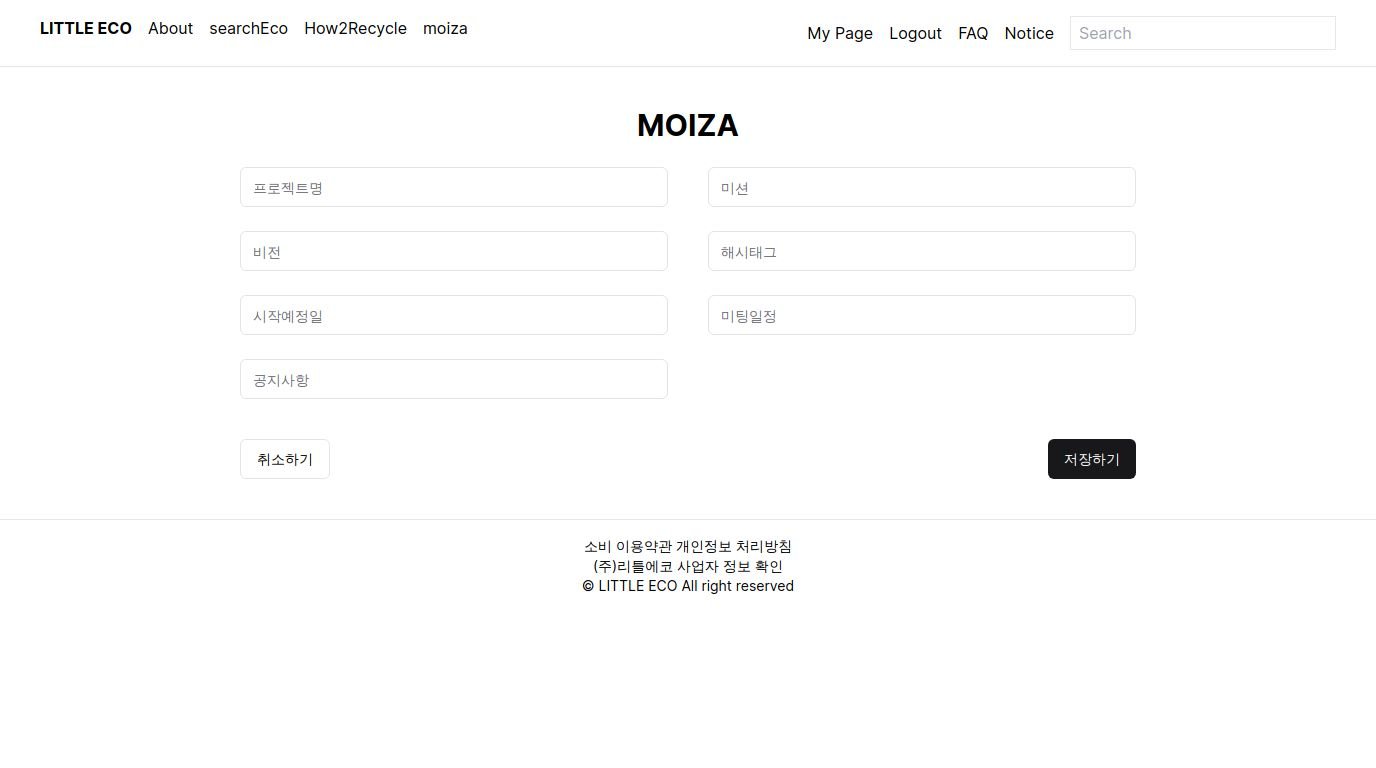 LITTLE ECO About searchEco How2Recycle moiza My Page Logout FAQ Notice Search
MOIZA
프로젝트명 미션
비전 해시태그
시작예정일 미팅일정
공지사항
취소하기 저장하기
소비 이용약관 개인정보 처리방침
(주)리틀에코 사업자 정보 확인
© LITTLE ECO All right reserved